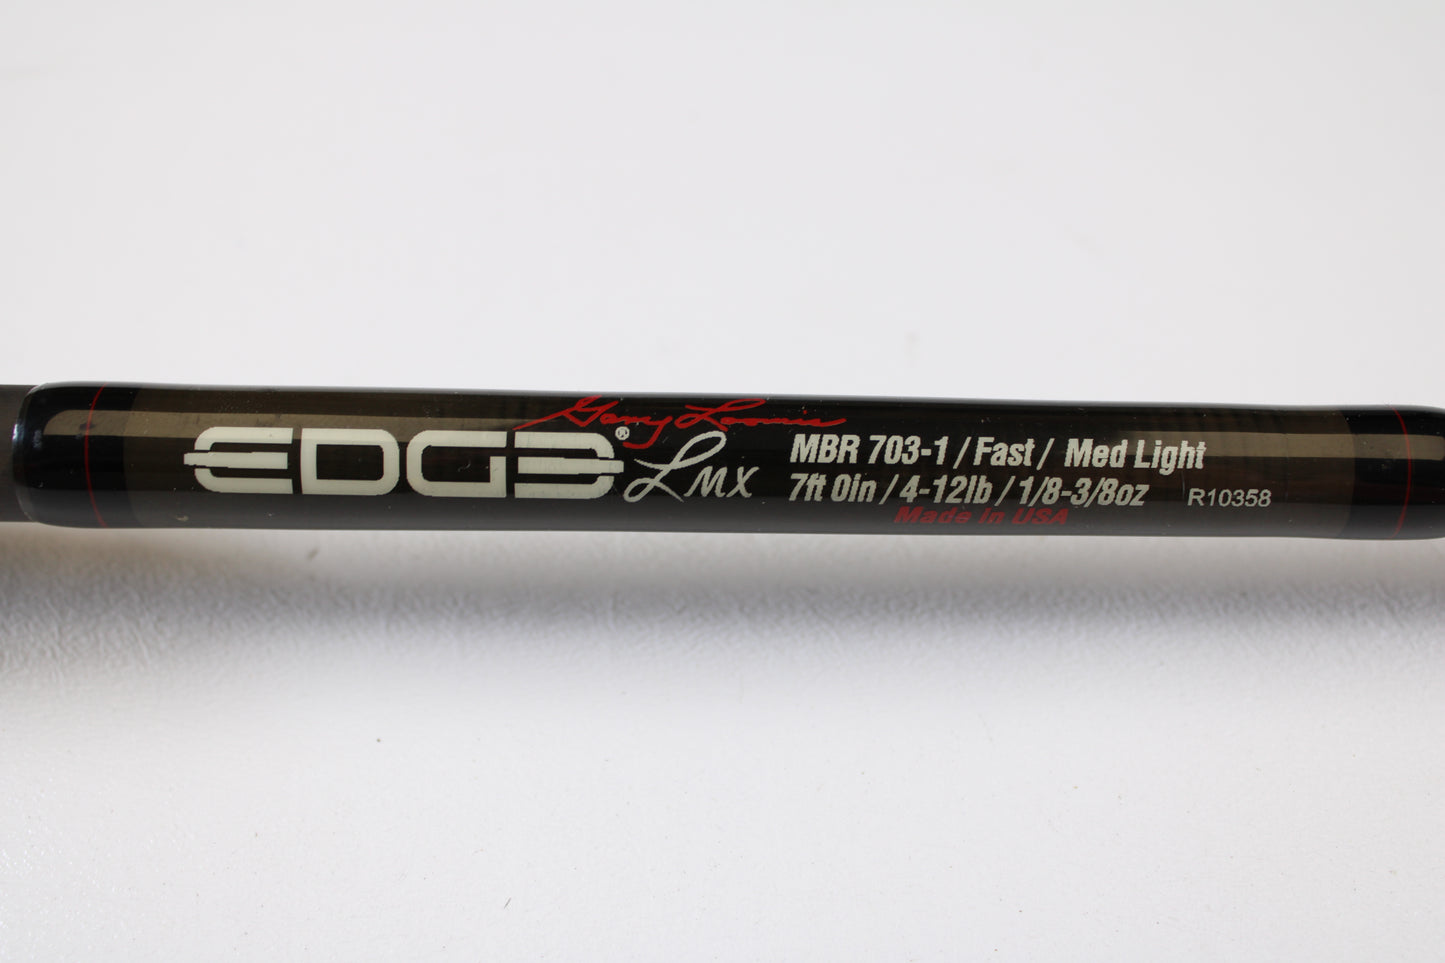 Gary Loomis
EDGE® LMX
MBR 703-1 / Fast / Med Light
7ft 0in / 4-12lb / 1/8-3/8oz R10358
Made in USA